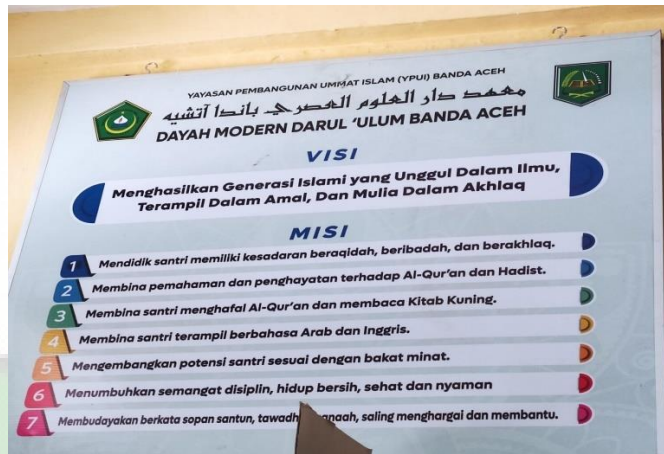 YAYASAN PEMBANGUNAN UMMAT ISLAM (YPUI) BANDA ACEH
معهد دار العلوم العصري باندا آتشيه
DAYAH MODERN DARUL 'ULUM BANDA ACEH
VISI
Menghasilkan Generasi Islami yang Unggul Dalam Ilmu,
Terampil Dalam Amal, Dan Mulia Dalam Akhlaq
MISI
1 Mendidik santri memiliki kesadaran beraqidah, beribadah, dan berakhlaq.
2 Membina pemahaman dan penghayatan terhadap Al-Qur'an dan Hadist.
3 Membina santri menghafal Al-Qur'an dan membaca Kitab Kuning.
4 Membina santri terampil berbahasa Arab dan Inggris.
5 Mengembangkan potensi santri sesuai dengan bakat minat.
6 Menumbuhkan semangat disiplin, hidup bersih, sehat dan nyaman
7 Membudayakan berkata sopan santun, saling menghargai dan membantu.